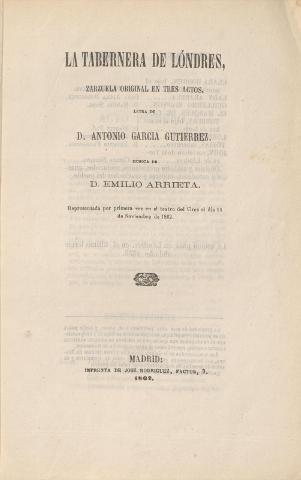 LA TABERNERA DE LÓNDRES,
ZARZUELA ORIGINAL EN TRES ACTOS,
LETRA DE
D. ANTONIO GARCIA GUTIERREZ,
MUSICA DE
D. EMILIO ARRIETA.
Representada por primera vez en el teatro del Circo el dia
de Noviembre de 1862.
MADRID:
IMPRENTA DE JOSÉ RODRIGUEZ, FACTOR, 9.
1862.